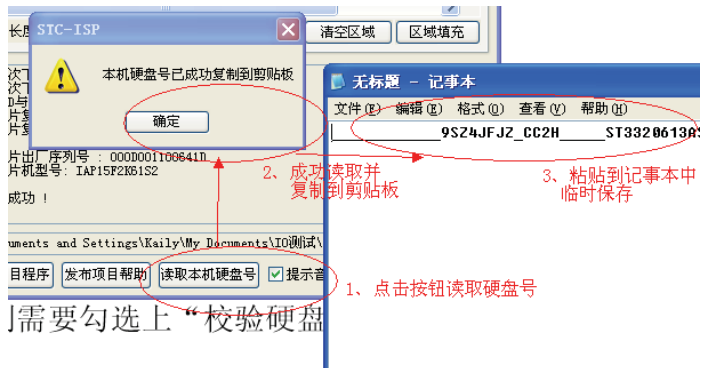 长度
清空区域
区域填充
STC-ISP
本机硬盘号已成功复制到剪贴板
确定
次下
次下
D与
片复
片复
片出厂序列号 : 000D001100641D
片机型号: IAP15F2K61S2
成功 !
uments and Settings\Kaily\My Documents\IO测试\
目程序
发布项目帮助
读取本机硬盘号
提示音
无标题 - 记事本
文件(F) 编辑(E) 格式(O) 查看(V) 帮助(H)
____________9SZ4JFJZ_CC2H_____ST3320613AS
2、成功读取并
复制到剪贴板
3、粘贴到记事本中
临时保存
1、点击按钮读取硬盘号
则需要勾选上“校验硬盘